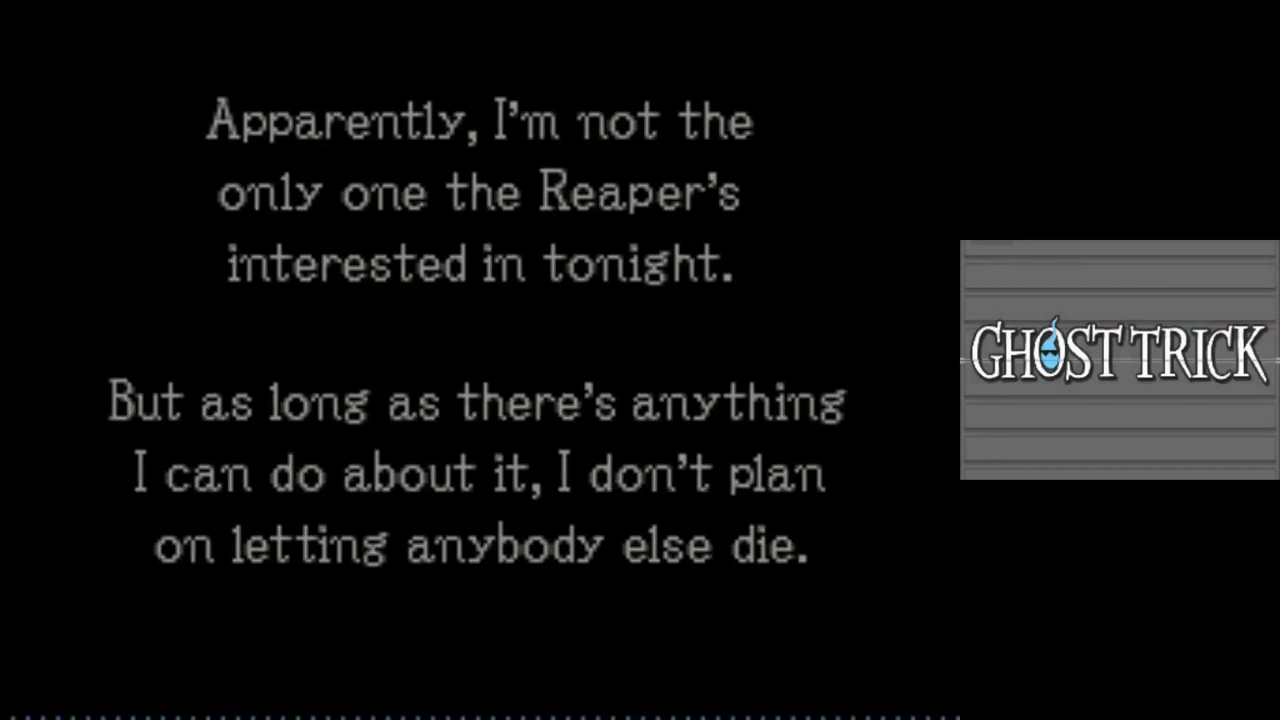 Apparently, I'm not the
only one the Reaper's
interested in tonight.
But as long as there's anything
I can do about it, I don't plan
on letting anybody else die.
GHOST TRICK